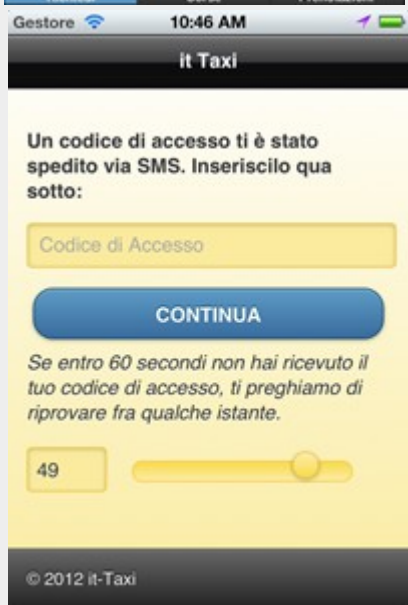 Gestore 10:46 AM
it Taxi
Un codice di accesso ti è stato
spedito via SMS. Inseriscilo qua
sotto:
Codice di Accesso
CONTINUA
Se entro 60 secondi non hai ricevuto il
tuo codice di accesso, ti preghiamo di
riprovare fra qualche istante.
49
© 2012 it-Taxi